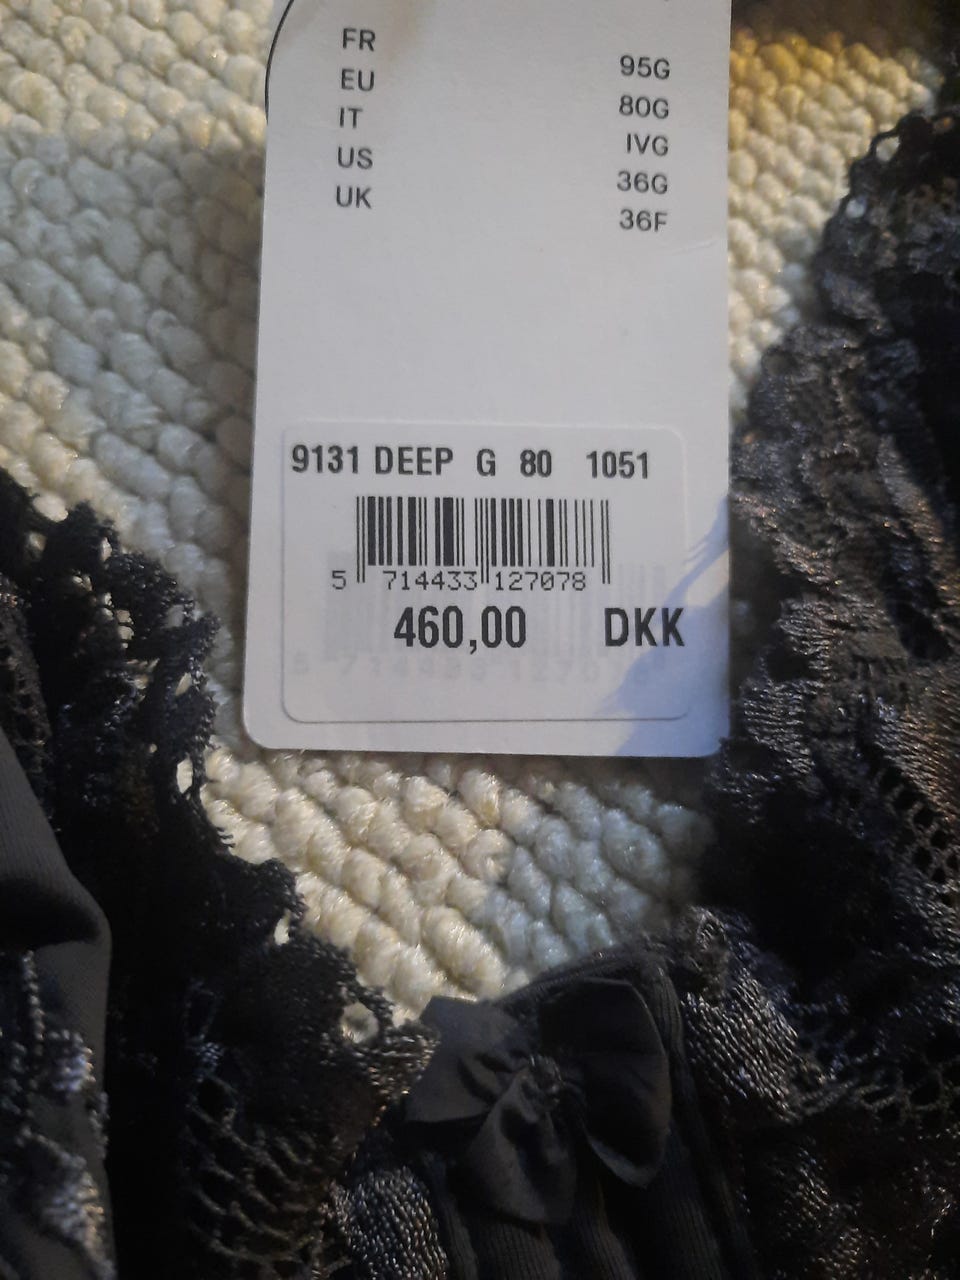 FR 95G
EU 80G
IT IVG
US 36G
UK 36F
9131 DEEP G 80 1051
5 714433 127078
460,00 DKK